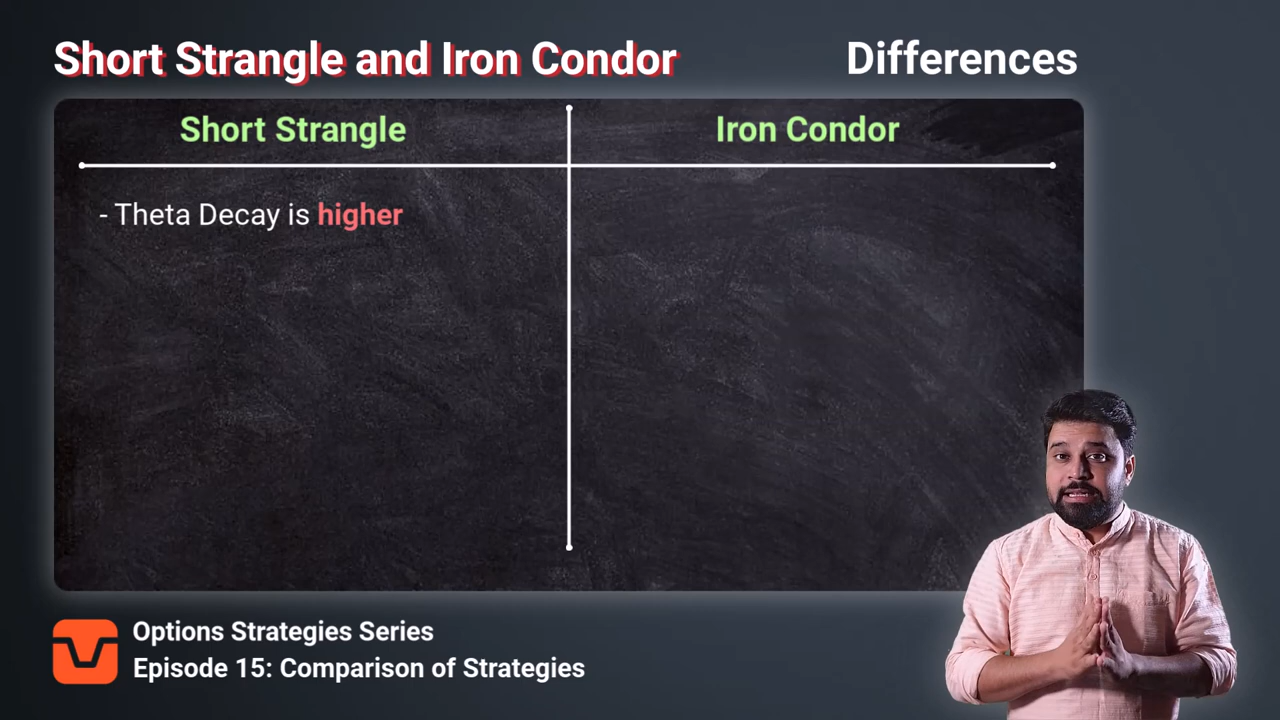 Short Strangle and Iron Condor
Differences
Short Strangle
Iron Condor
- Theta Decay is higher
Options Strategies Series
Episode 15: Comparison of Strategies